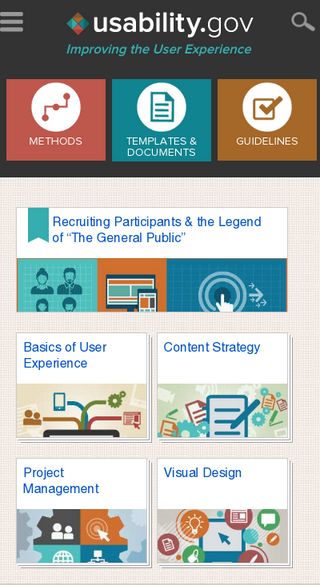 usability.gov
Improving the User Experience
METHODS
TEMPLATES &
DOCUMENTS
GUIDELINES
Recruiting Participants & the Legend
of “The General Public”
Basics of User
Experience
Content Strategy
Project
Management
Visual Design